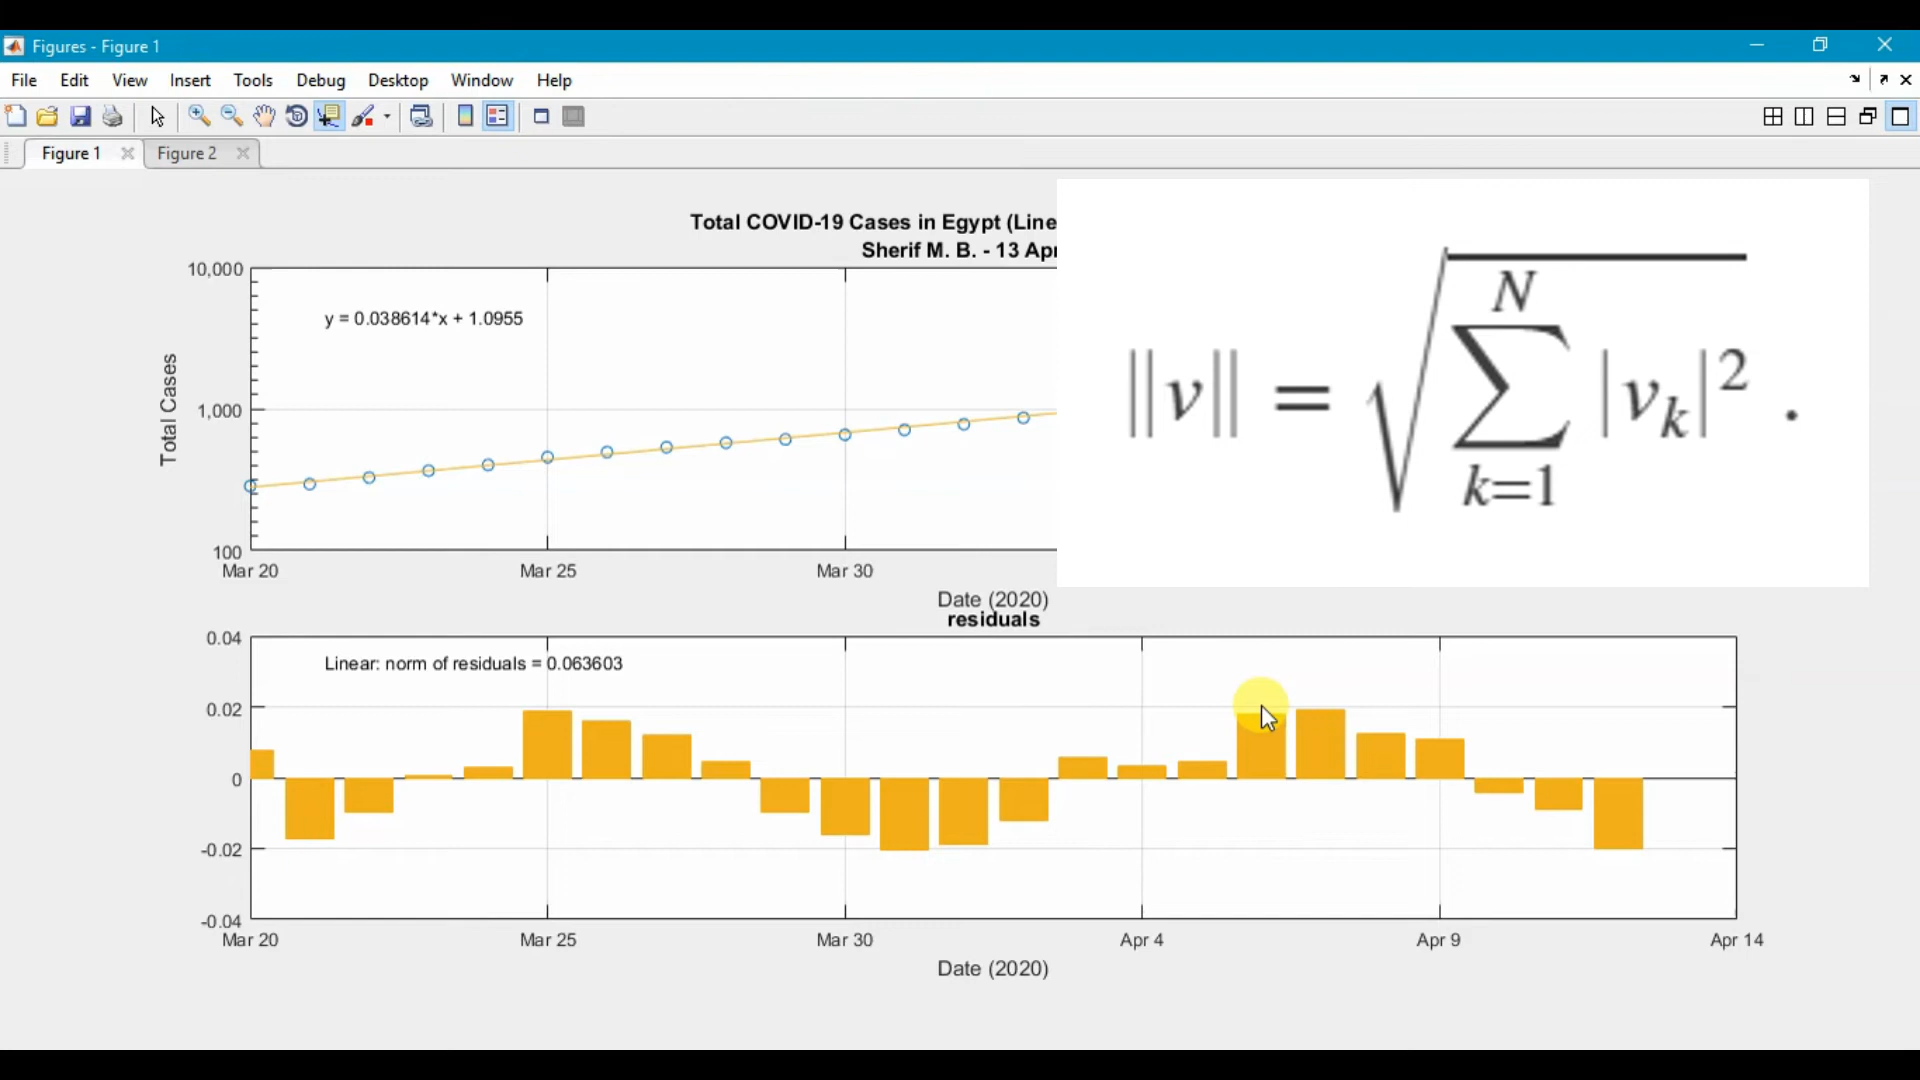 Figures - Figure 1
File Edit View Insert Tools Debug Desktop Window Help
Figure 1 Figure 2
Total COVID-19 Cases in Egypt (Line
Sherif M. B. - 13 Apr
10,000
1,000
100
Total Cases
y = 0.038614*x + 1.0955
Mar 20 Mar 25 Mar 30
Date (2020)
||v|| = √ N ∑ k=1 |vk|2 .
residuals
0.04
0.02
0
-0.02
-0.04
Linear: norm of residuals = 0.063603
Mar 20 Mar 25 Mar 30 Apr 4 Apr 9 Apr 14
Date (2020)